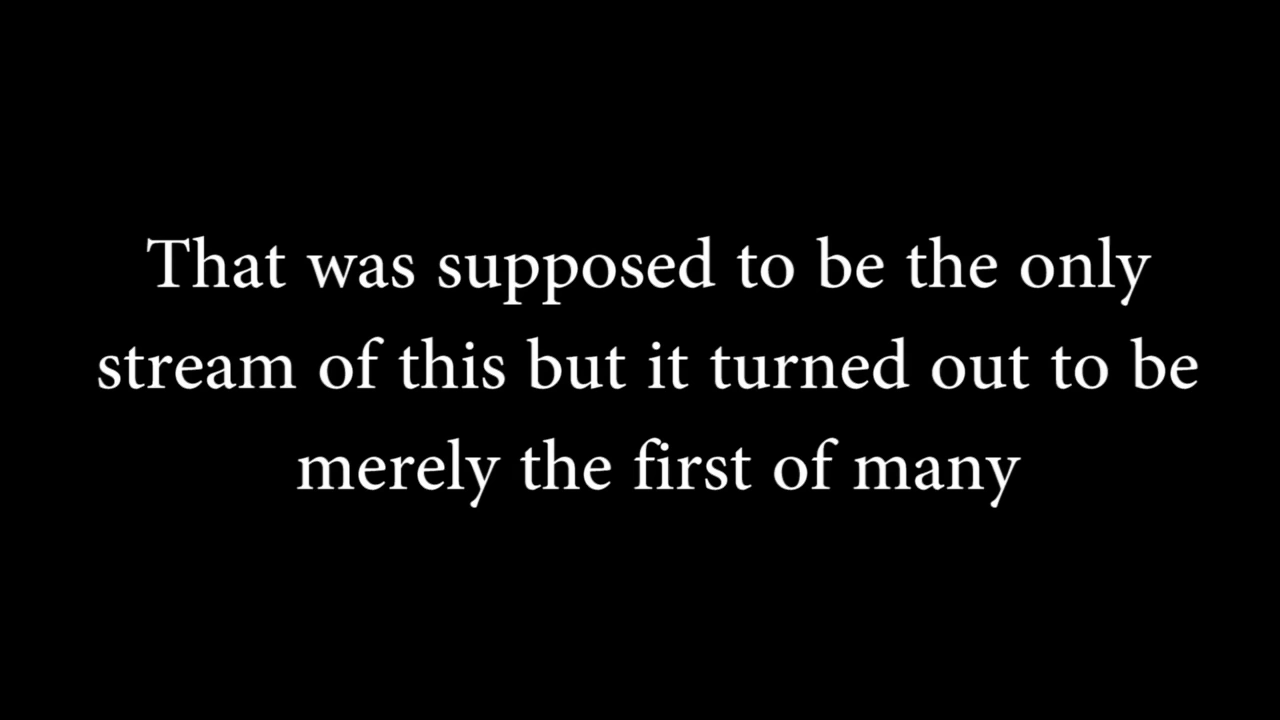 That was supposed to be the only
stream of this but it turned out to be
merely the first of many